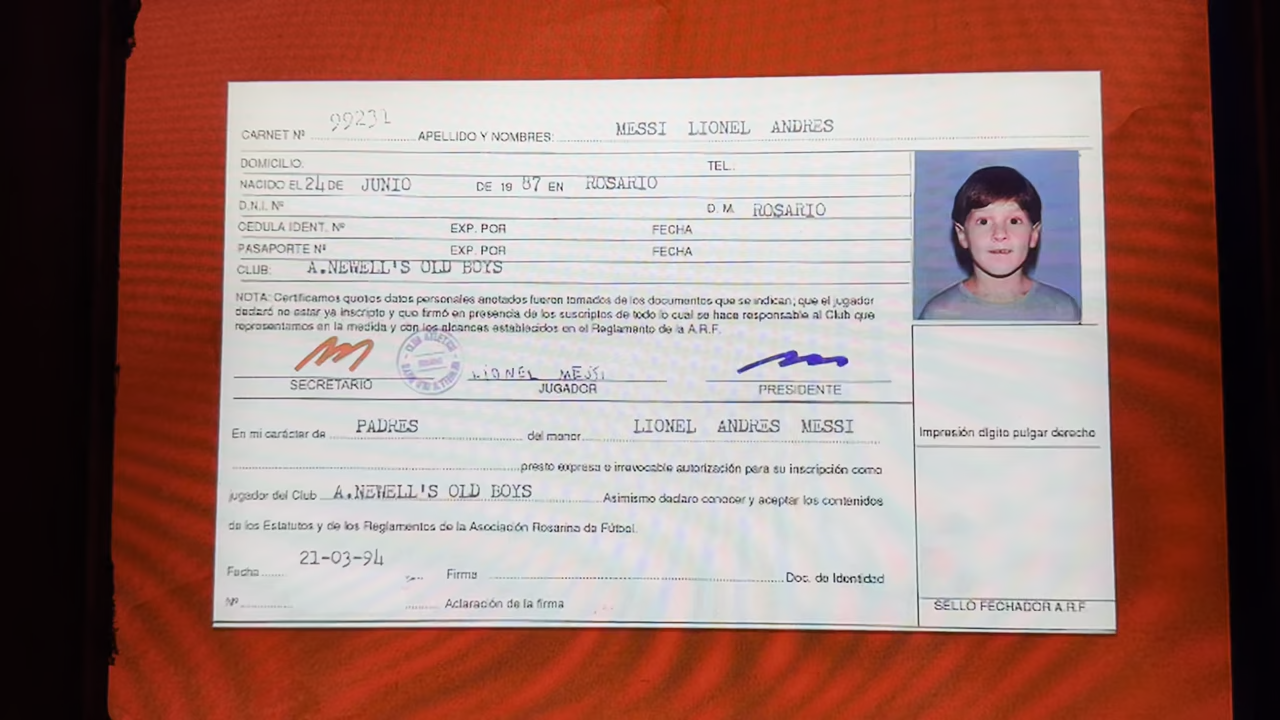 CARNET Nº 99231 APELLIDO Y NOMBRES: MESSI LIONEL ANDRES
DOMICILIO: TEL.:
NACIDO EL 24 DE JUNIO DE 19 87 EN ROSARIO
D.N.I. Nº D. M. ROSARIO
CEDULA IDENT. Nº EXP. POR FECHA
PASAPORTE Nº EXP. POR FECHA
CLUB: A.NEWELL'S OLD BOYS
NOTA: Certificamos quotos datos personales anotados fueron tomados de los documentos que se indican; que el jugador
declaró no estar ya inscripto y que firmó en presencia de los suscriptos de todo lo cual se hace responsable al Club que
representamos en la medida y con los alcances establecidos en el Reglamento de la A.R.F.
LIONEL MESSI
SECRETARIO JUGADOR PRESIDENTE
En mi carácter de PADRES del menor LIONEL ANDRES MESSI
presto expresa e irrevocable autorización para su inscripción como
jugador del Club A.NEWELL'S OLD BOYS Asimismo declaro conocer y aceptar los contenidos
de los Estatutos y de los Reglamentos de la Asociación Rosarina de Fútbol.
Fecha 21-03-94 Firma Doc. de Identidad
Nº Aclaración de la firma
Impresión dígito pulgar derecho
SELLO FECHADOR A.R.F.